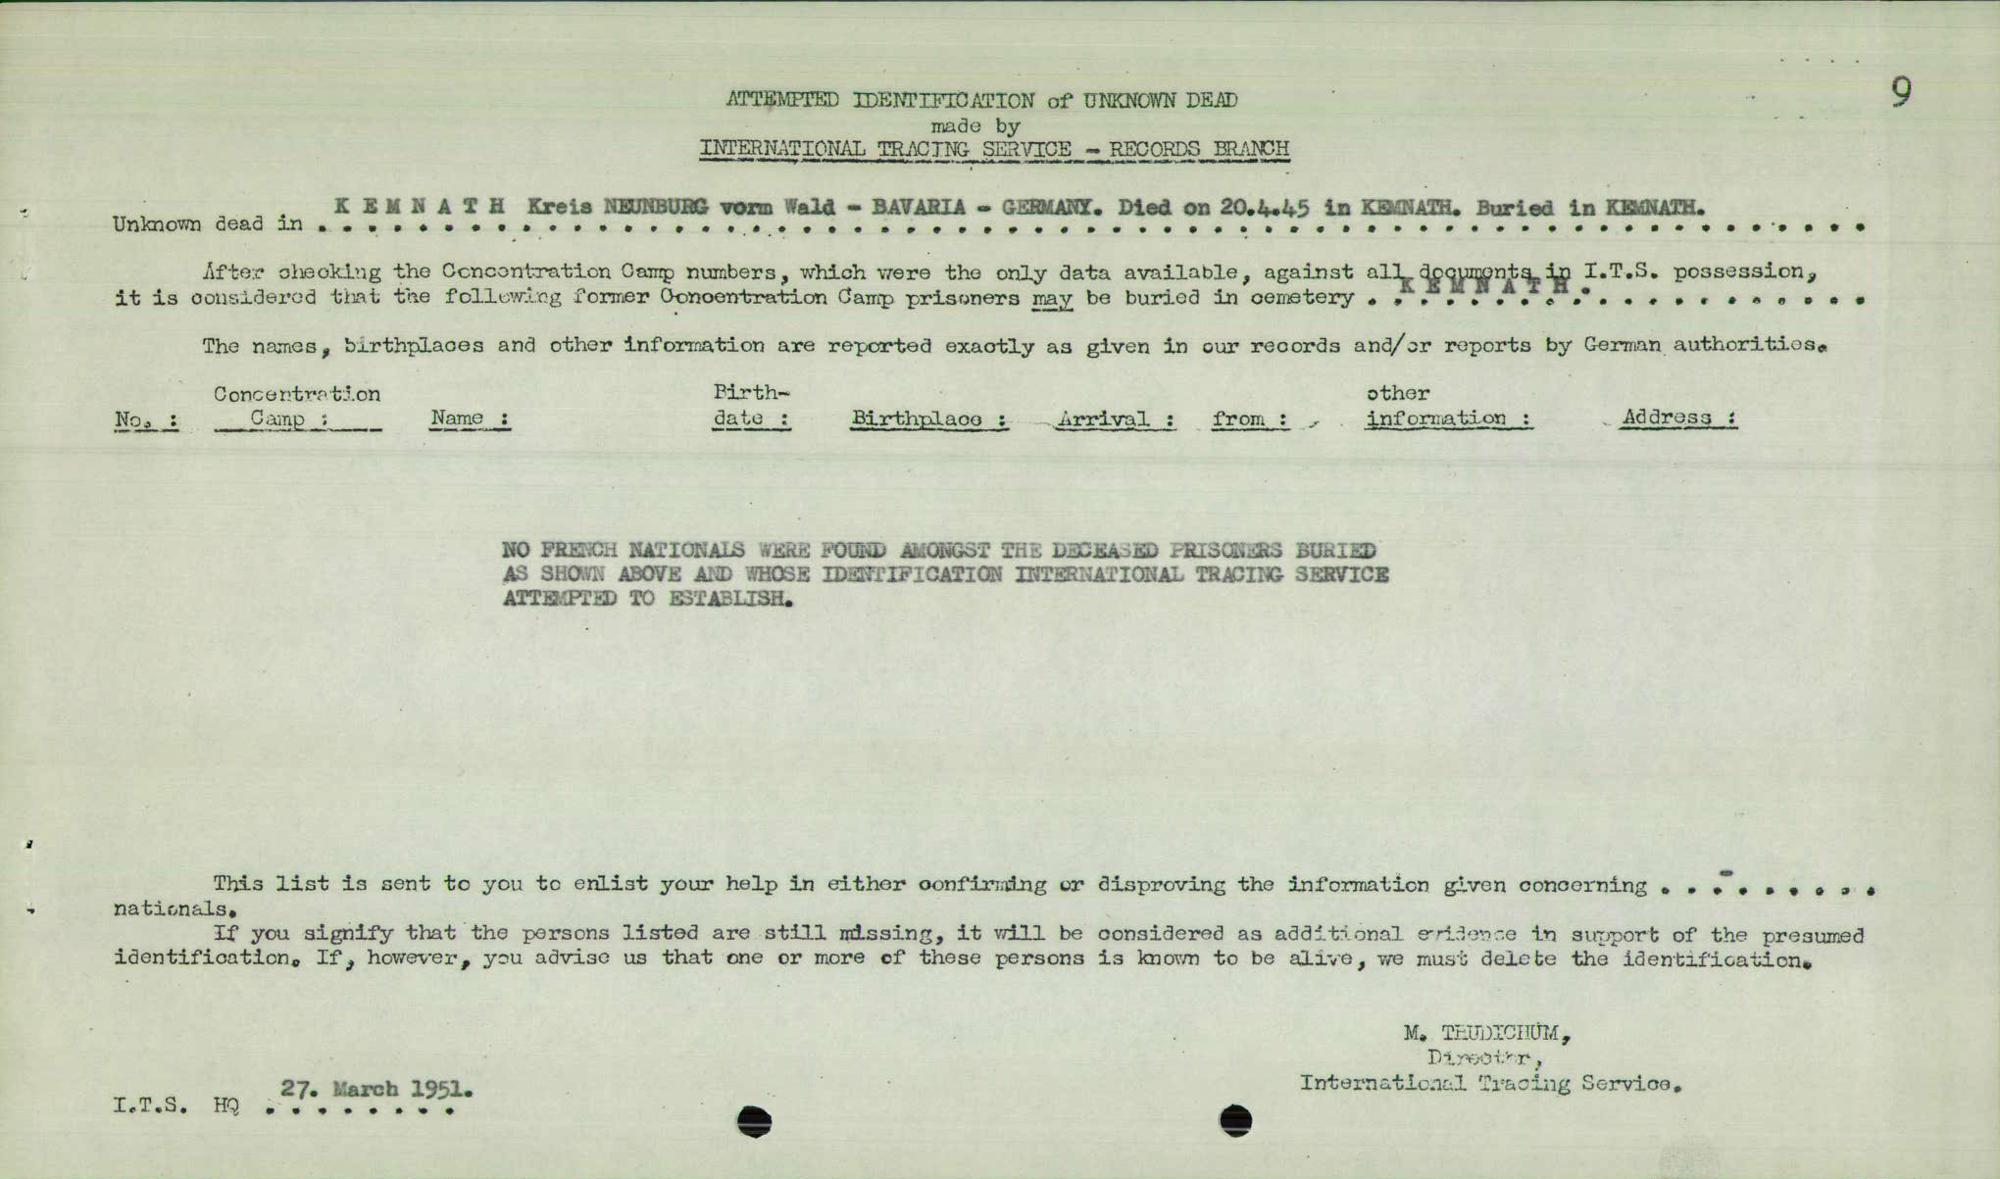 9
ATTEMPTED IDENTIFICATION of UNKNOWN DEAD
made by
INTERNATIONAL TRACING SERVICE - RECORDS BRANCH
Unknown dead in K E M N A T H Kreis NEUNBURG vorm Wald - BAVARIA - GERMANY. Died on 20.4.45 in KEMNATH. Buried in KEMNATH.
After checking the Concentration Camp numbers, which were the only data available, against all documents in I.T.S. possession,
it is considered that the following former Concentration Camp prisoners may be buried in cemetery K E M N A T H.
The names, birthplaces and other information are reported exactly as given in our records and/or reports by German authorities.
No. : Concentration Camp : Name : Birth-date : Birthplace : Arrival : from : other information : Address :
NO FRENCH NATIONALS WERE FOUND AMONGST THE DECEASED PRISONERS BURIED
AS SHOWN ABOVE AND WHOSE IDENTIFICATION INTERNATIONAL TRACING SERVICE
ATTEMPTED TO ESTABLISH.
This list is sent to you to enlist your help in either confirming or disproving the information given concerning . . - . . . . . .
nationals.
If you signify that the persons listed are still missing, it will be considered as additional evidence in support of the presumed
identification. If, however, you advise us that one or more of these persons is known to be alive, we must delete the identification.
M. THUDICHUM,
Director,
International Tracing Service.
I.T.S. HQ 27. March 1951.